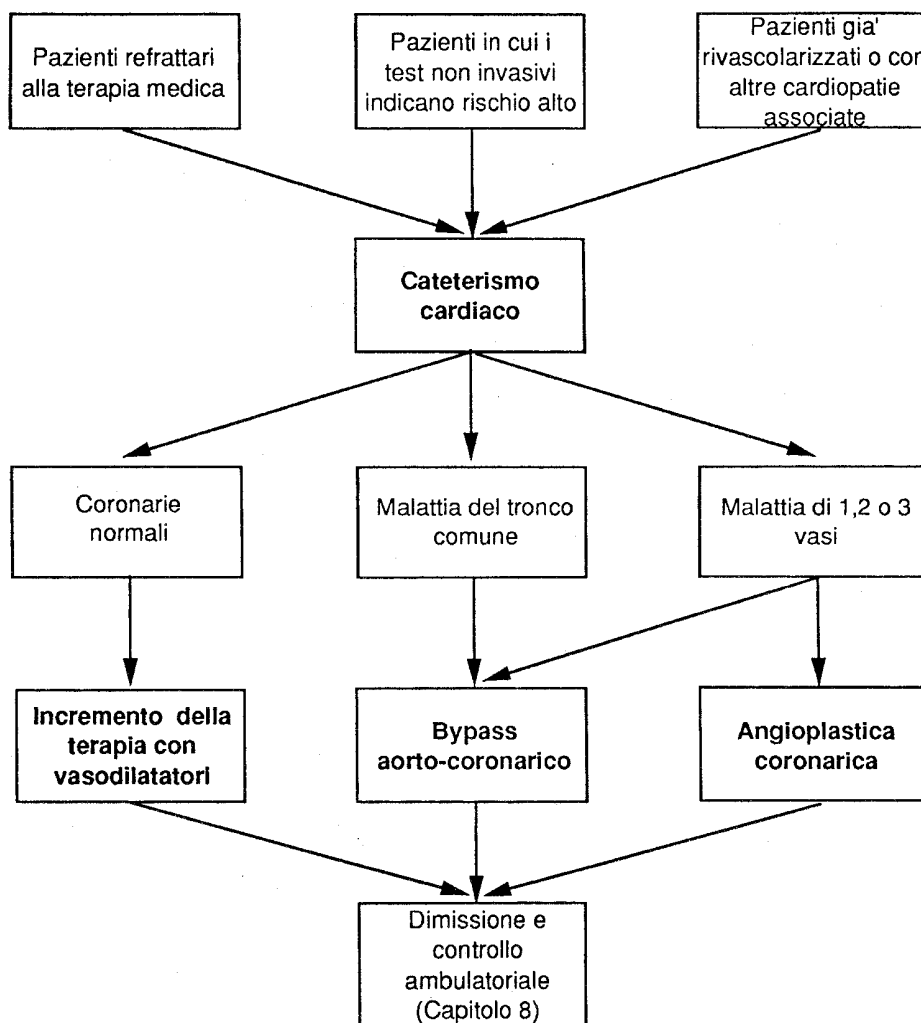 Pazienti refrattari
alla terapia medica
Pazienti in cui i
test non invasivi
indicano rischio alto
Pazienti gia'
rivascolarizzati o con
altre cardiopatie
associate
Cateterismo
cardiaco
Coronarie
normali
Malattia del tronco
comune
Malattia di 1,2 o 3
vasi
Incremento della
terapia con
vasodilatatori
Bypass
aorto-coronarico
Angioplastica
coronarica
Dimissione e
controllo
ambulatoriale
(Capitolo 8)